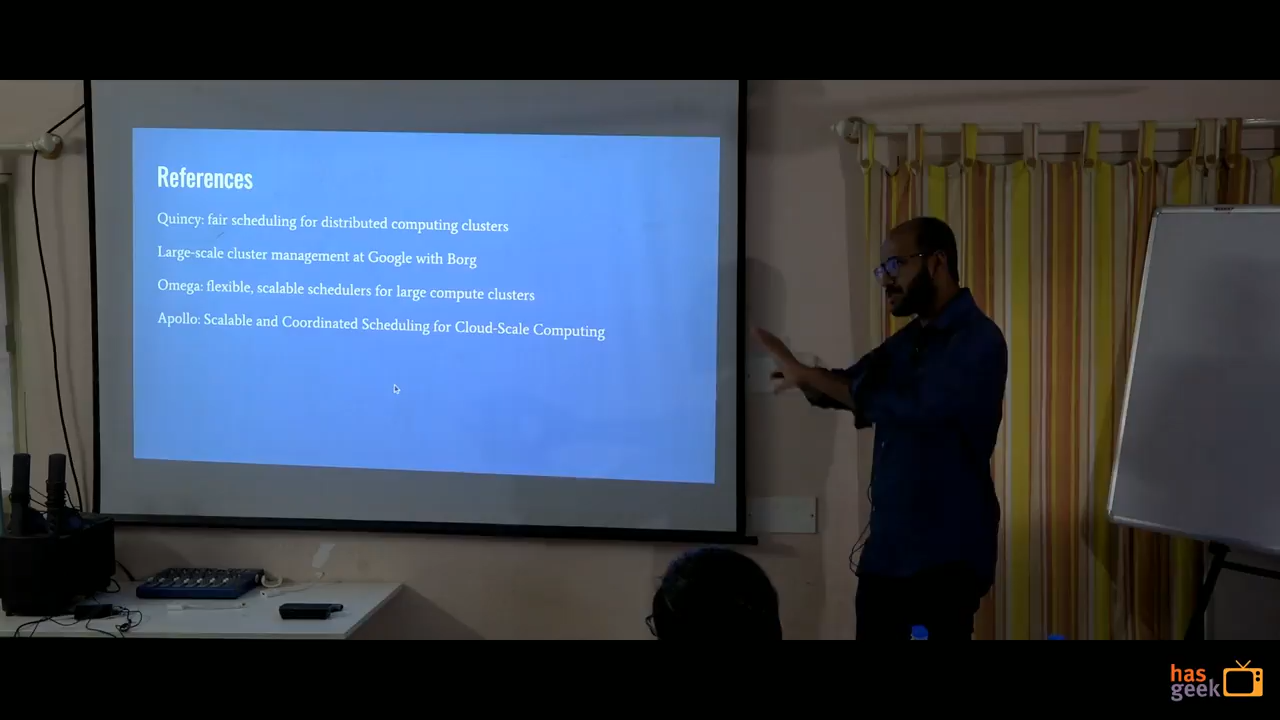 References
Quincy: fair scheduling for distributed computing clusters
Large-scale cluster management at Google with Borg
Omega: flexible, scalable schedulers for large compute clusters
Apollo: Scalable and Coordinated Scheduling for Cloud-Scale Computing
has
geek